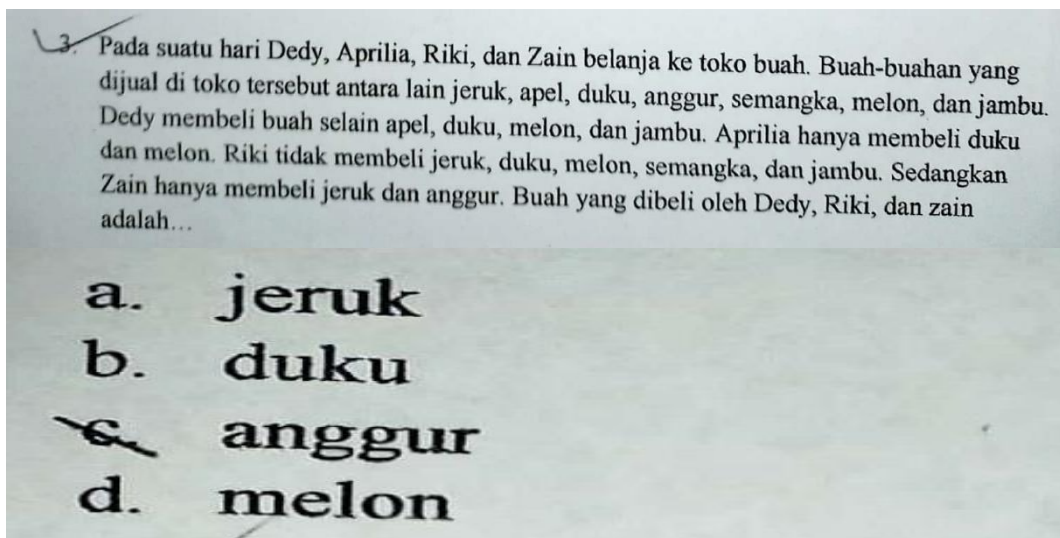 3. Pada suatu hari Dedy, Aprilia, Riki, dan Zain belanja ke toko buah. Buah-buahan yang
dijual di toko tersebut antara lain jeruk, apel, duku, anggur, semangka, melon, dan jambu.
Dedy membeli buah selain apel, duku, melon, dan jambu. Aprilia hanya membeli duku
dan melon. Riki tidak membeli jeruk, duku, melon, semangka, dan jambu. Sedangkan
Zain hanya membeli jeruk dan anggur. Buah yang dibeli oleh Dedy, Riki, dan zain
adalah…
a. jeruk
b. duku
c. anggur
d. melon